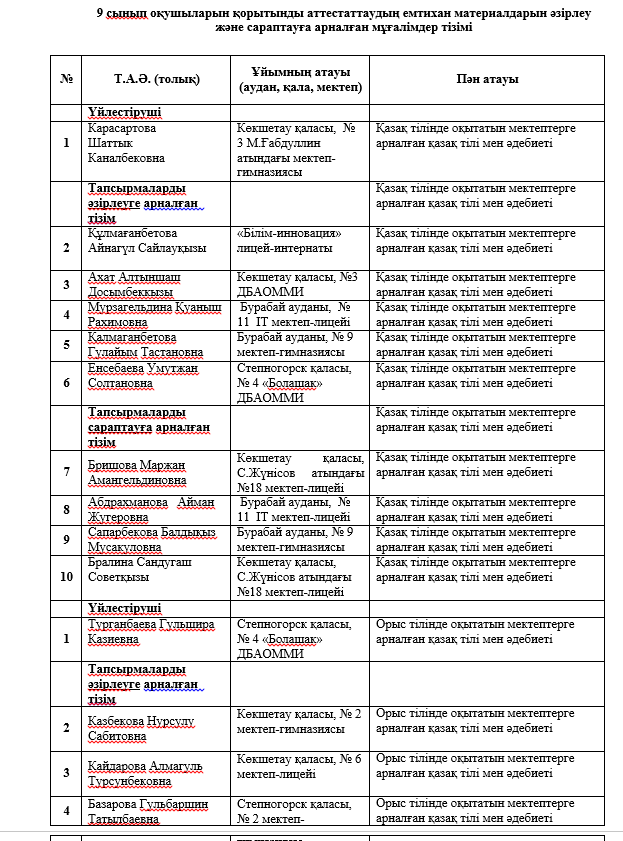 9 сынып оқушыларын қорытынды аттестаттаудың емтихан материалдарын әзірлеу
және сараптауға арналған мұғалімдер тізімі
№ Т.А.Ә. (толық) Ұйымның атауы (аудан, қала, мектеп) Пән атауы
Үйлестіруші
1
Карасартова
Шаттык
Каналбековна
Көкшетау қаласы, №
3 М.Ғабдуллин
атындағы мектеп-
гимназиясы
Қазақ тілінде оқытатын мектептерге
арналған қазақ тілі мен әдебиеті
Тапсырмаларды
әзірлеуге арналған
тізім
Қазақ тілінде оқытатын мектептерге
арналған қазақ тілі мен әдебиеті
2
Құлмағанбетова
Айнагүл Сайлауқызы
«Білім-инновация»
лицей-интернаты
Қазақ тілінде оқытатын мектептерге
арналған қазақ тілі мен әдебиеті
3
Ахат Алтыншаш
Досымбекқызы
Көкшетау қаласы, №3
ДБАОММИ
Қазақ тілінде оқытатын мектептерге
арналған қазақ тілі мен әдебиеті
4
Мурзагельдина Қуаныш
Рахимовна
Бурабай ауданы, №
11 IT мектеп-лицейі
Қазақ тілінде оқытатын мектептерге
арналған қазақ тілі мен әдебиеті
5
Қалмаганбетова
Гулайым Тастановна
Бурабай ауданы, № 9
мектеп-гимназиясы
Қазақ тілінде оқытатын мектептерге
арналған қазақ тілі мен әдебиеті
6
Енсебаева Умутжан
Солтановна
Степногорск қаласы,
№ 4 «Болашақ»
ДБАОММИ
Қазақ тілінде оқытатын мектептерге
арналған қазақ тілі мен әдебиеті
Тапсырмаларды
сараптауға арналған
тізім
Қазақ тілінде оқытатын мектептерге
арналған қазақ тілі мен әдебиеті
7
Бришова Маржан
Амангельдиновна
Көкшетау қаласы,
С.Жүнісов атындағы
№18 мектеп-лицейі
Қазақ тілінде оқытатын мектептерге
арналған қазақ тілі мен әдебиеті
8
Абдрахманова Айман
Жугеровна
Бурабай ауданы, №
11 IT мектеп-лицейі
Қазақ тілінде оқытатын мектептерге
арналған қазақ тілі мен әдебиеті
9
Сапарбекова Балдықыз
Мусакуловна
Бурабай ауданы, № 9
мектеп-гимназиясы
Қазақ тілінде оқытатын мектептерге
арналған қазақ тілі мен әдебиеті
10
Бралина Сандугаш
Советқызы
Көкшетау қаласы,
С.Жүнісов атындағы
№18 мектеп-лицейі
Қазақ тілінде оқытатын мектептерге
арналған қазақ тілі мен әдебиеті
Үйлестіруші
1
Турганбаева Гульшира
Казиевна
Степногорск қаласы,
№ 4 «Болашақ»
ДБАОММИ
Орыс тілінде оқытатын мектептерге
арналған қазақ тілі мен әдебиеті
Тапсырмаларды
әзірлеуге арналған
тізім
2
Казбекова Нурсулу
Сабитовна
Көкшетау қаласы, № 2
мектеп-гимназиясы
Орыс тілінде оқытатын мектептерге
арналған қазақ тілі мен әдебиеті
3
Кайдарова Алмагуль
Турсунбековна
Көкшетау қаласы, № 6
мектеп-лицейі
Орыс тілінде оқытатын мектептерге
арналған қазақ тілі мен әдебиеті
4
Базарова Гульбаршин
Татылбаевна
Степногорск қаласы,
№ 2 мектеп-
Орыс тілінде оқытатын мектептерге
арналған қазақ тілі мен әдебиеті